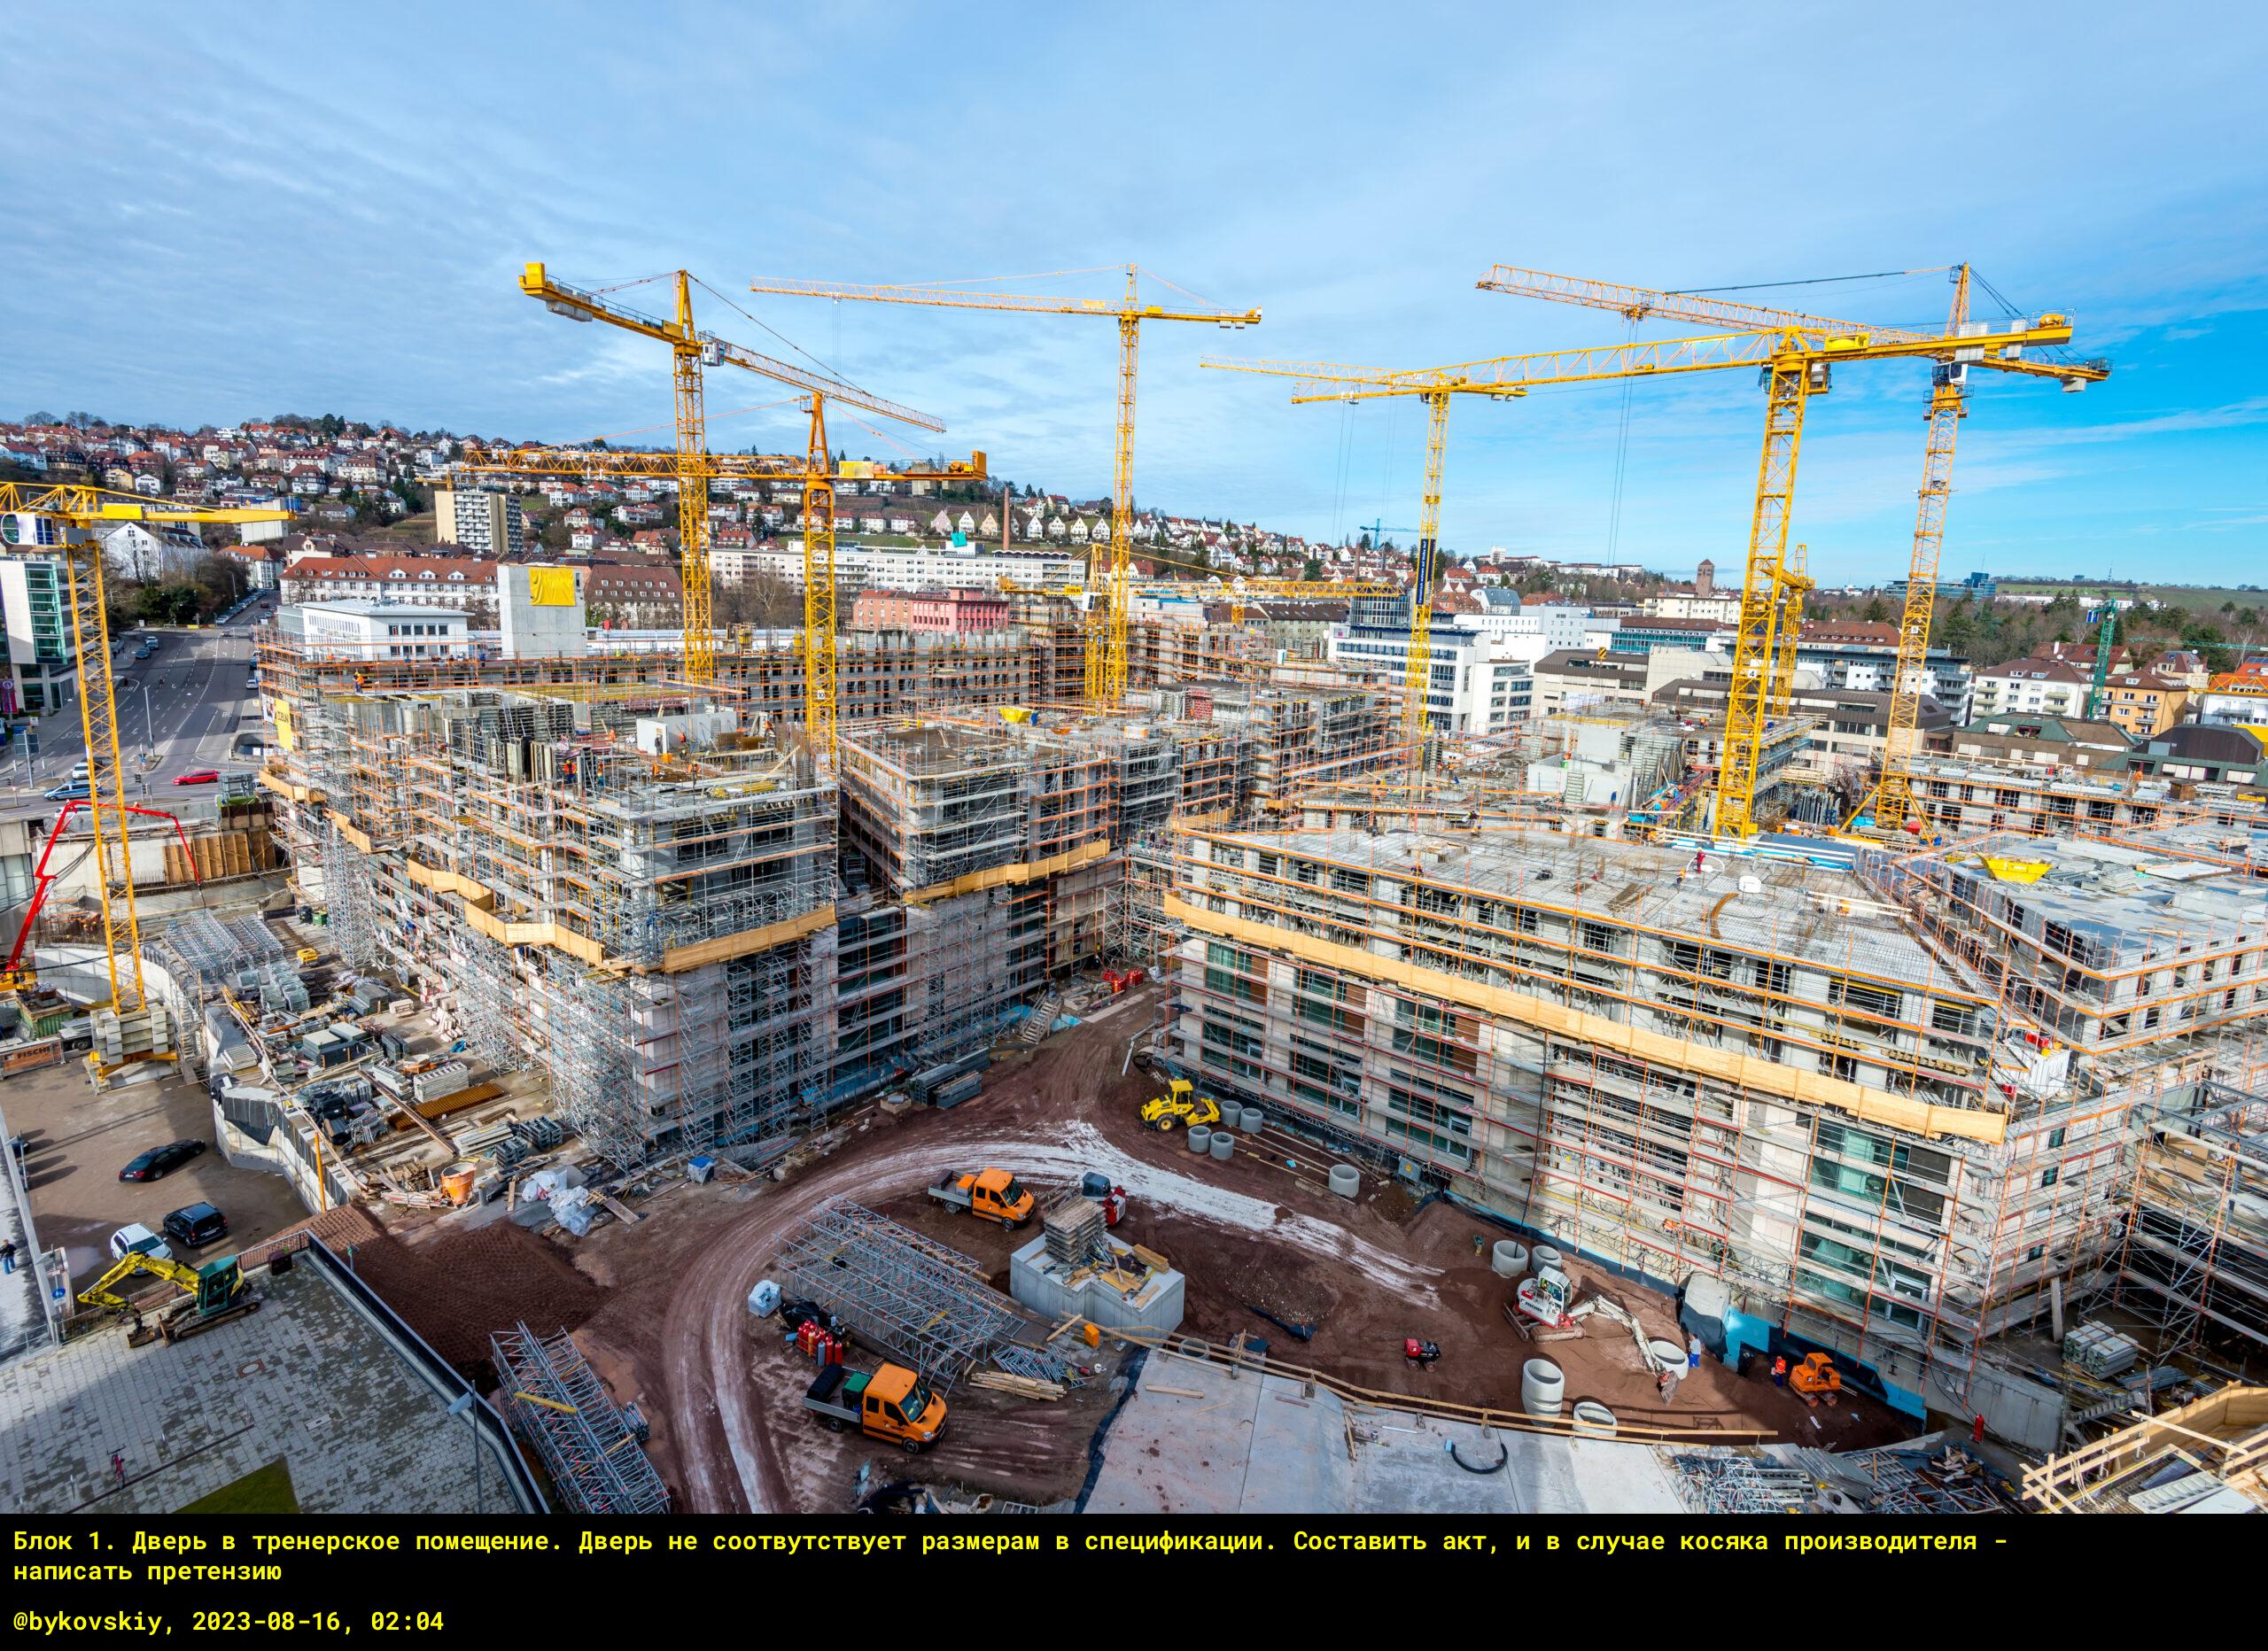 Блок 1. Дверь в тренерское помещение. Дверь не соотвутствует размерам в спецификации. Составить акт, и в случае косяка производителя -
написать претензию
@bykovskiy, 2023-08-16, 02:04